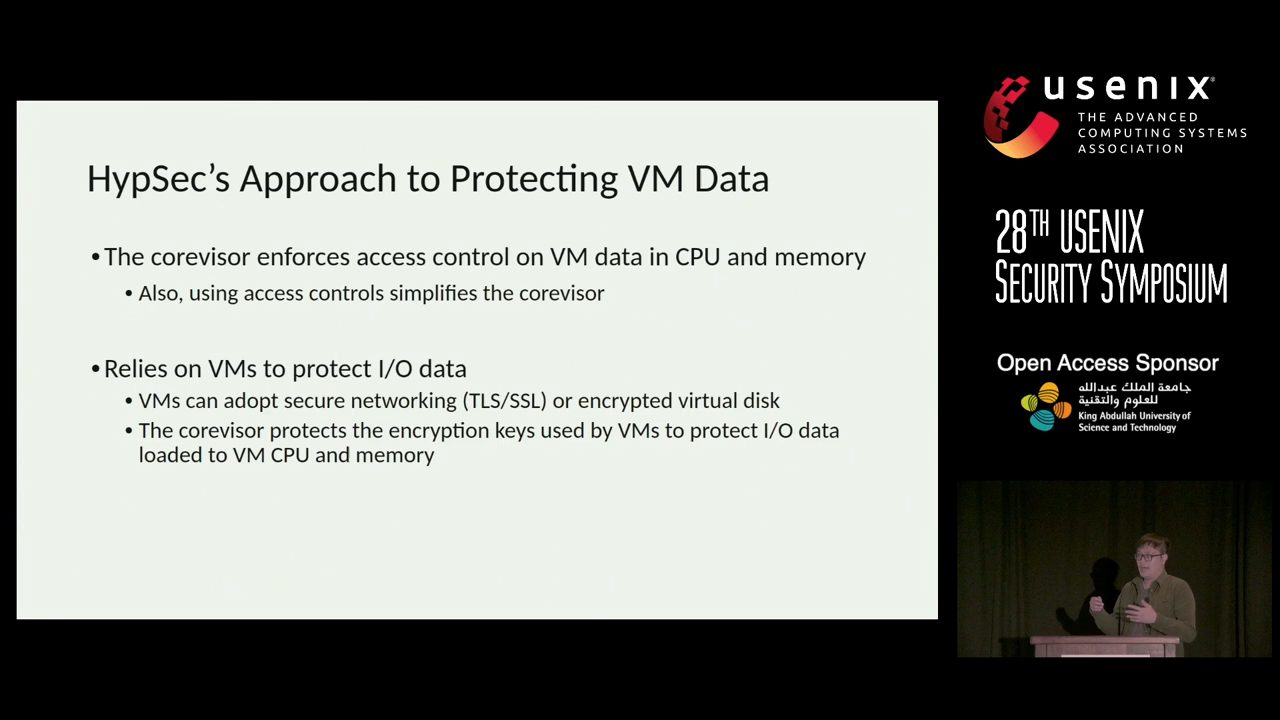 HypSec’s Approach to Protecting VM Data
•The corevisor enforces access control on VM data in CPU and memory
• Also, using access controls simplifies the corevisor
•Relies on VMs to protect I/O data
• VMs can adopt secure networking (TLS/SSL) or encrypted virtual disk
• The corevisor protects the encryption keys used by VMs to protect I/O data
loaded to VM CPU and memory
usenix®
THE ADVANCED
COMPUTING SYSTEMS
ASSOCIATION
28TH USENIX
SECURITY SYMPOSIUM
Open Access Sponsor
جامعة الملك عبدالله
للعلوم والتقنية
King Abdullah University of
Science and Technology